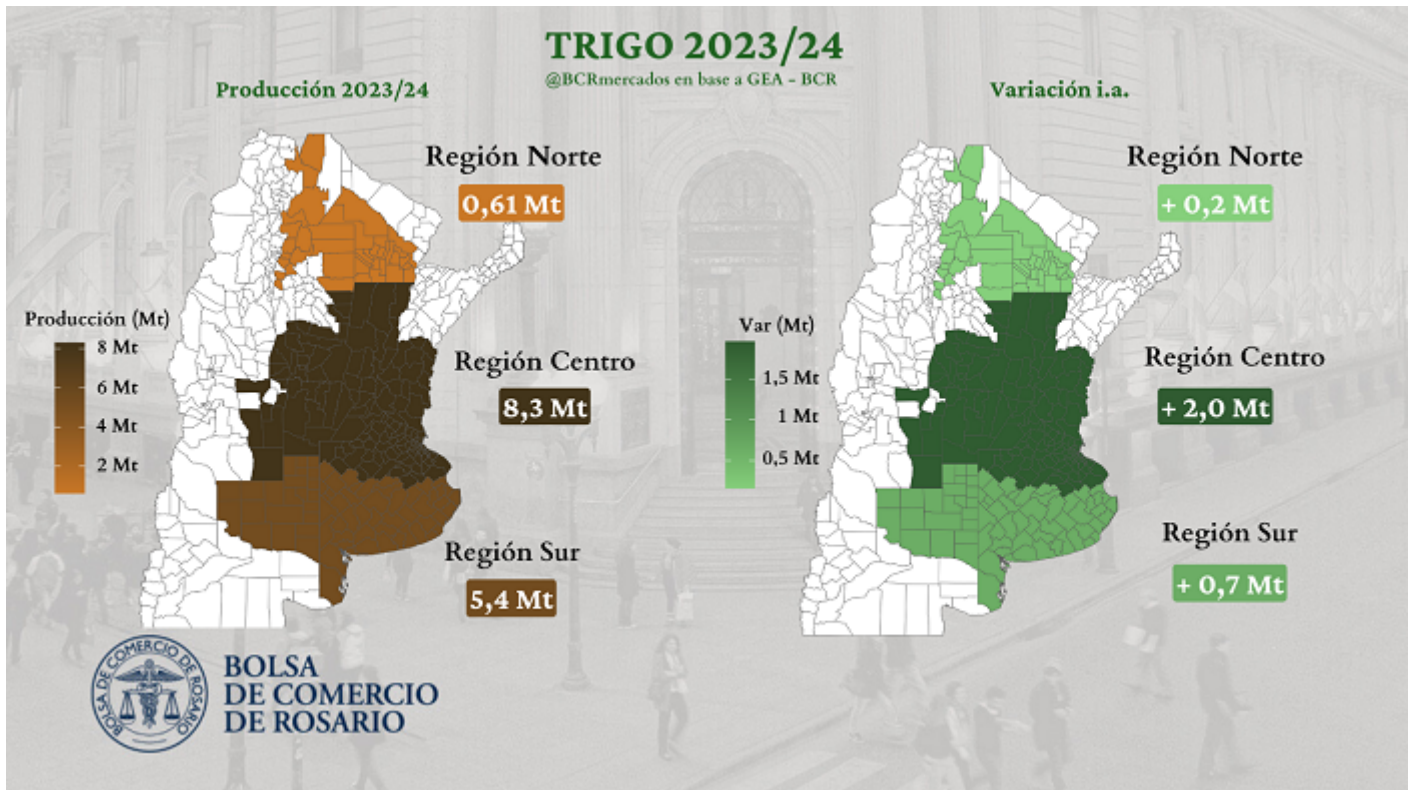 TRIGO 2023/24
@BCRmercados en base a GEA - BCR
Producción 2023/24
Región Norte
0,61 Mt
Producción (Mt)
8 Mt
6 Mt
4 Mt
2 Mt
Región Centro
8,3 Mt
Región Sur
5,4 Mt
Variación i.a.
Región Norte
+ 0,2 Mt
Var (Mt)
1,5 Mt
1 Mt
0,5 Mt
Región Centro
+ 2,0 Mt
Región Sur
+ 0,7 Mt
BOLSA DE COMERCIO DE ROSARIO
BOLSA
DE COMERCIO
DE ROSARIO